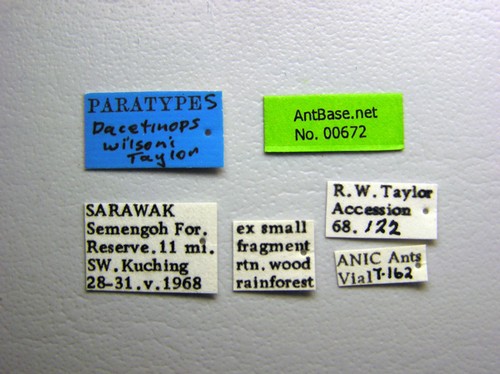 PARATYPES
Dacetinops
wilsoni
Taylor
AntBase.net
No. 00672
SARAWAK
Semengoh For.
Reserve. 11 mi.
SW. Kuching
28-31.v.1968
ex small
fragment
rtn. wood
rainforest
R. W. Taylor
Accession
68. 122
ANIC Ants
Vial T-162